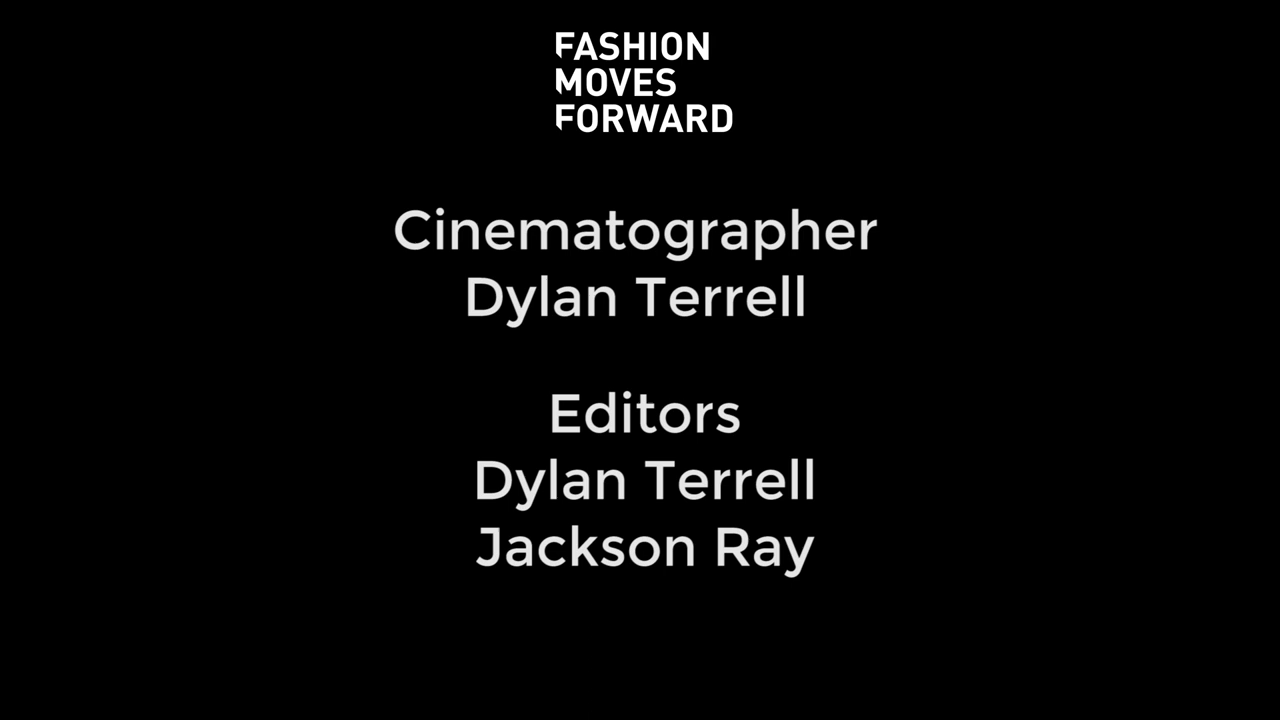 FASHION
MOVES
FORWARD
Cinematographer
Dylan Terrell
Editors
Dylan Terrell
Jackson Ray